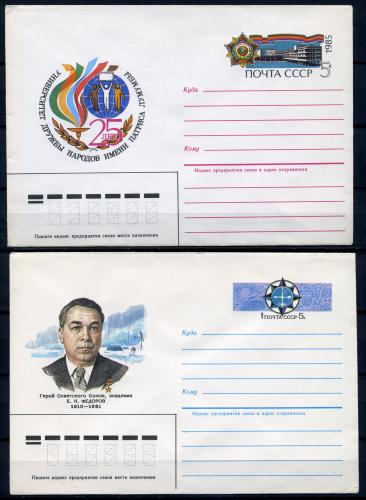 УНИВЕРСИТЕТ ДРУЖБЫ НАРОДОВ ИМЕНИ ПАТРИСА ЛУМУМБЫ
25 ЛЕТ
1985
ПОЧТА СССР 5
Куда
Кому
Индекс предприятия связи и адрес отправителя
Пишите индекс предприятия связи места назначения
Герой Советского Союза, академик
Е. К. ФЕДОРОВ
1910—1981
ПОЧТА СССР 5к
Куда
Кому
Индекс предприятия связи и адрес отправителя
Пишите индекс предприятия связи места назначения